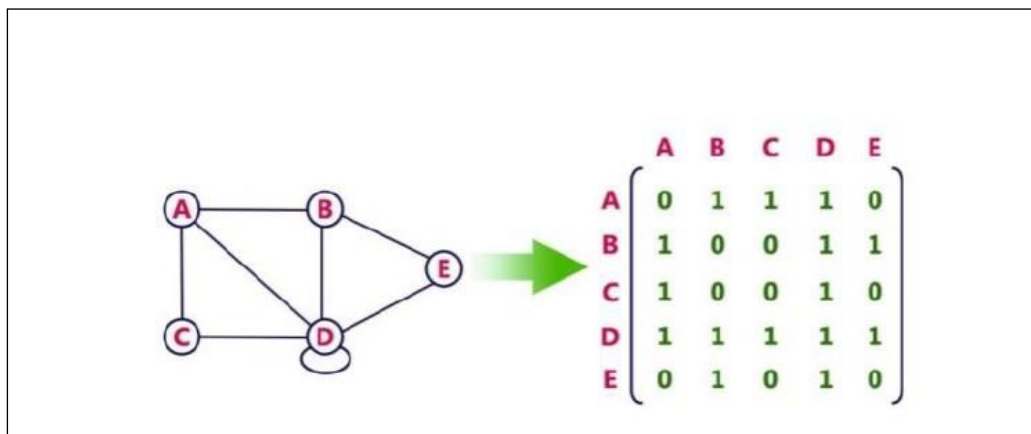 A B
E
C D
A B C D E
A 0 1 1 1 0
B 1 0 0 1 1
C 1 0 0 1 0
D 1 1 1 1 1
E 0 1 0 1 0